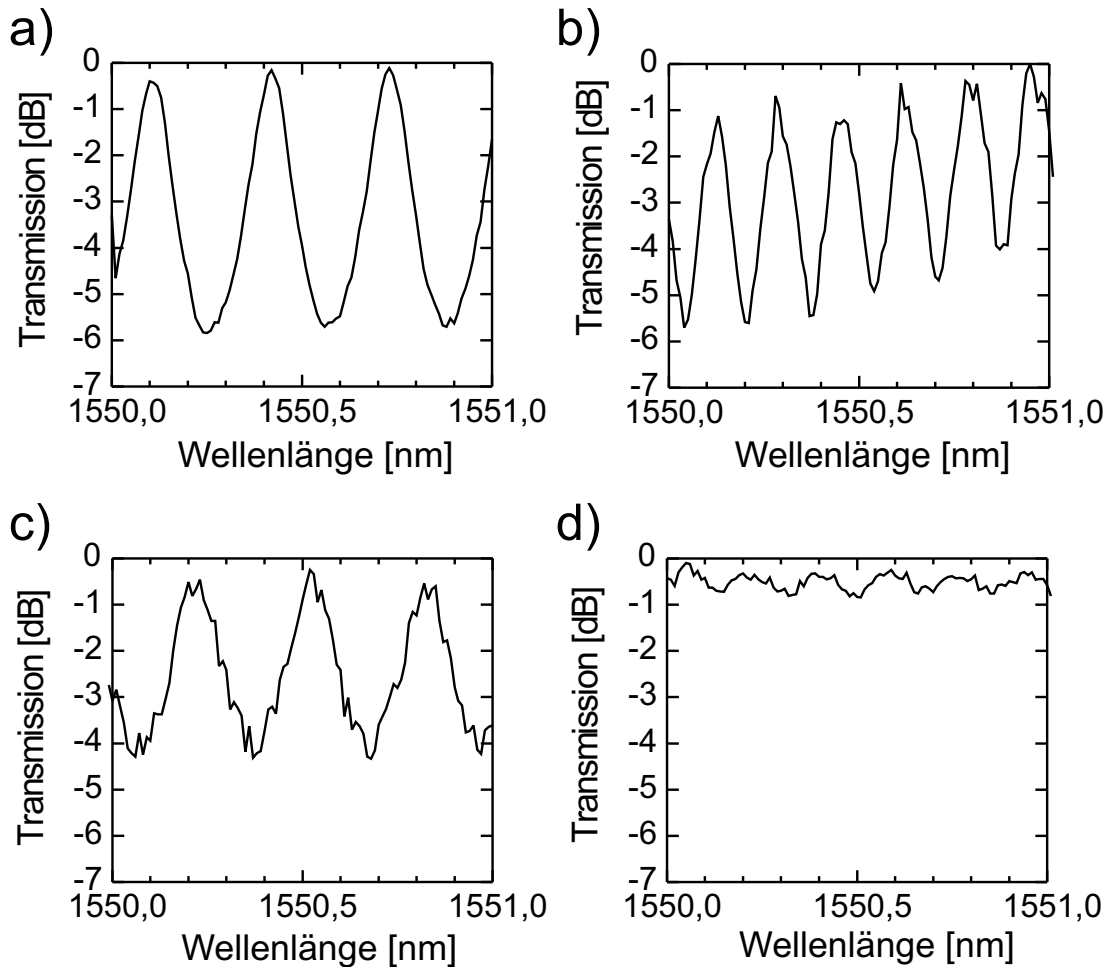 a)
0
-1
-2
-3
-4
-5
-6
-7
Transmission [dB]
1550,0 1550,5 1551,0
Wellenlänge [nm]
b)
0
-1
-2
-3
-4
-5
-6
-7
Transmission [dB]
1550,0 1550,5 1551,0
Wellenlänge [nm]
c)
0
-1
-2
-3
-4
-5
-6
-7
Transmission [dB]
1550,0 1550,5 1551,0
Wellenlänge [nm]
d)
0
-1
-2
-3
-4
-5
-6
-7
Transmission [dB]
1550,0 1550,5 1551,0
Wellenlänge [nm]